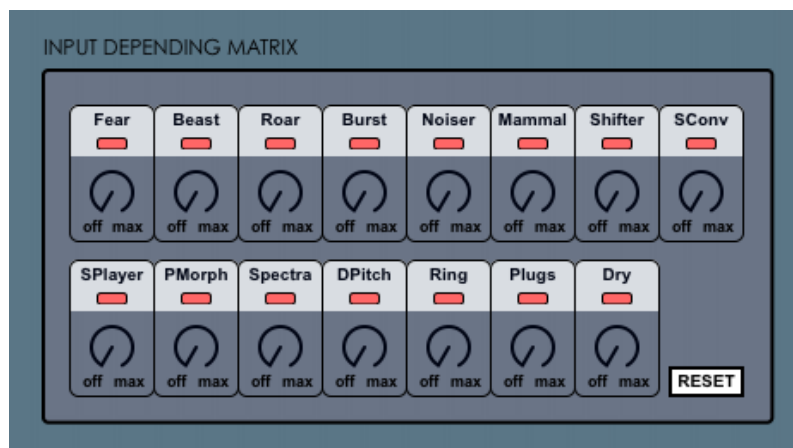 INPUT DEPENDING MATRIX
Fear Beast Roar Burst Noiser Mammal Shifter SConv
off max off max off max off max off max off max off max off max
SPlayer PMorph Spectra DPitch Ring Plugs Dry
off max off max off max off max off max off max off max
RESET